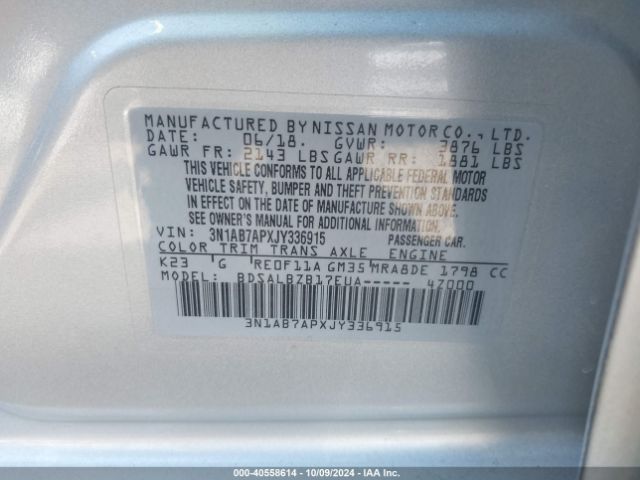 MANUFACTURED BY NISSAN MOTOR CO., LTD.
DATE: 06/18. GVWR: 3876 LBS
GAWR FR: 2143 LBS GAWR RR: 1881 LBS
THIS VEHICLE CONFORMS TO ALL APPLICABLE FEDERAL MOTOR
VEHICLE SAFETY, BUMPER AND THEFT PREVENTION STANDARDS
IN EFFECT ON THE DATE OF MANUFACTURE SHOWN ABOVE.
SEE OWNER'S MANUAL FOR ADDITIONAL INFORMATION.
VIN: 3N1AB7APXJY336915 PASSENGER CAR.
COLOR TRIM TRANS AXLE ENGINE
K23 G RE0F11A GM35 MRA8DE 1798 CC
BDSALBZB17EUA----- 4Z000
3N1AB7APXJY336915
000-40558614 | 10/09/2024 | IAA Inc.